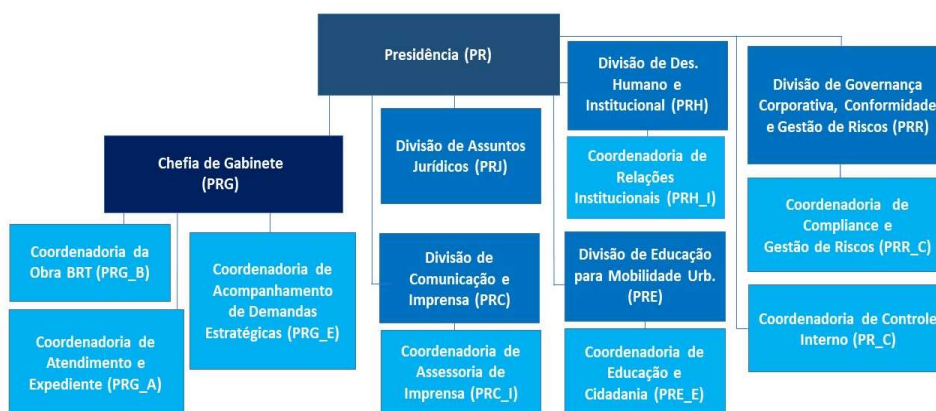 Presidência (PR)
Divisão de Des.
Humano e
Institucional (PRH)
Divisão de Governança
Corporativa, Conformidade
e Gestão de Riscos (PRR)
Chefia de Gabinete
(PRG)
Divisão de Assuntos
Jurídicos (PRJ)
Coordenadoria de
Relações
Institucionais (PRH_I)
Coordenadoria de
Compliance e
Gestão de Riscos (PRR_C)
Coordenadoria da
Obra BRT (PRG_B)
Coordenadoria de
Acompanhamento
de Demandas
Estratégicas (PRG_E)
Divisão de
Comunicação e
Imprensa (PRC)
Divisão de Educação
para Mobilidade Urb.
(PRE)
Coordenadoria de Controle
Interno (PR_C)
Coordenadoria de
Atendimento e
Expediente (PRG_A)
Coordenadoria de
Assessoria de
Imprensa (PRC_I)
Coordenadoria de
Educação e
Cidadania (PRE_E)